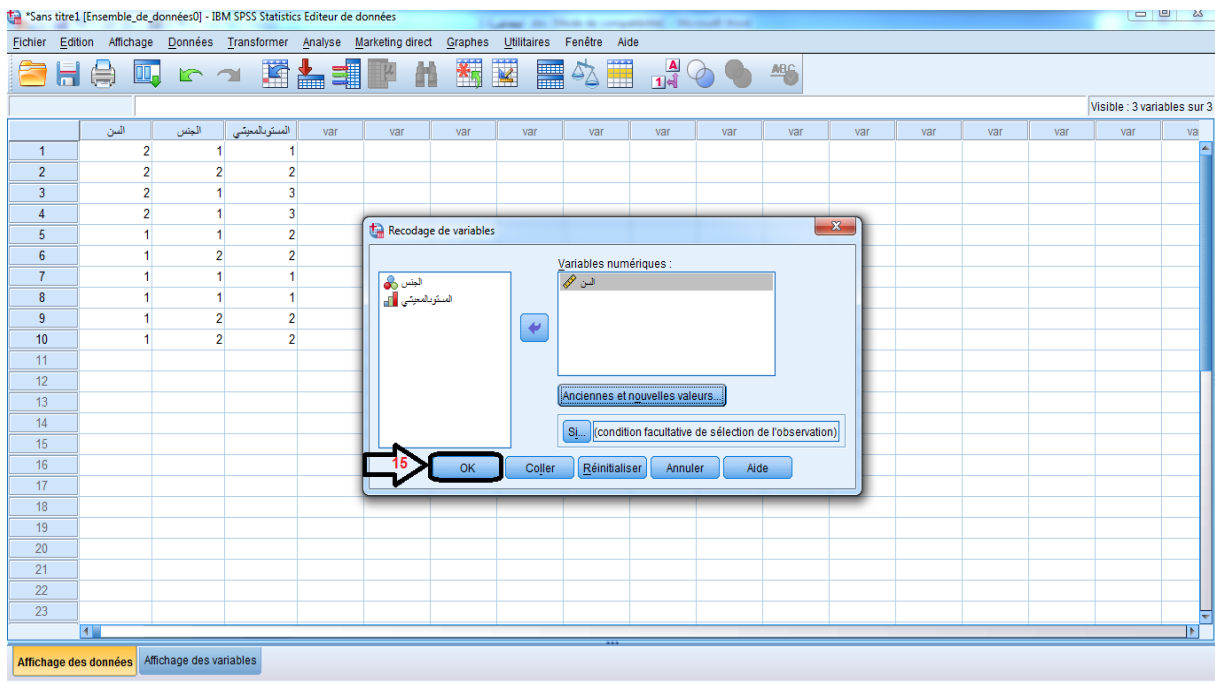 *Sans titre1 [Ensemble_de_données0] - IBM SPSS Statistics Editeur de données
Fichier Edition Affichage Données Transformer Analyse Marketing direct Graphes Utilitaires Fenêtre Aide
Visible : 3 variables sur 3
السن الجنس المستوىالمعيشي var var var var var var var var var var var var va
1 2 1 1
2 2 2 2
3 2 1 3
4 2 1 3
5 1 1 2
6 1 2 2
7 1 1 1
8 1 1 1
9 1 2 2
10 1 2 2
11
12
13
14
15
16
17
18
19
20
21
22
23
Recodage de variables
Variables numériques :
الجنس
المستوىالمعيشي
السن
Anciennes et nouvelles valeurs...
Si... (condition facultative de sélection de l'observation)
15 OK Coller Réinitialiser Annuler Aide
Affichage des données Affichage des variables